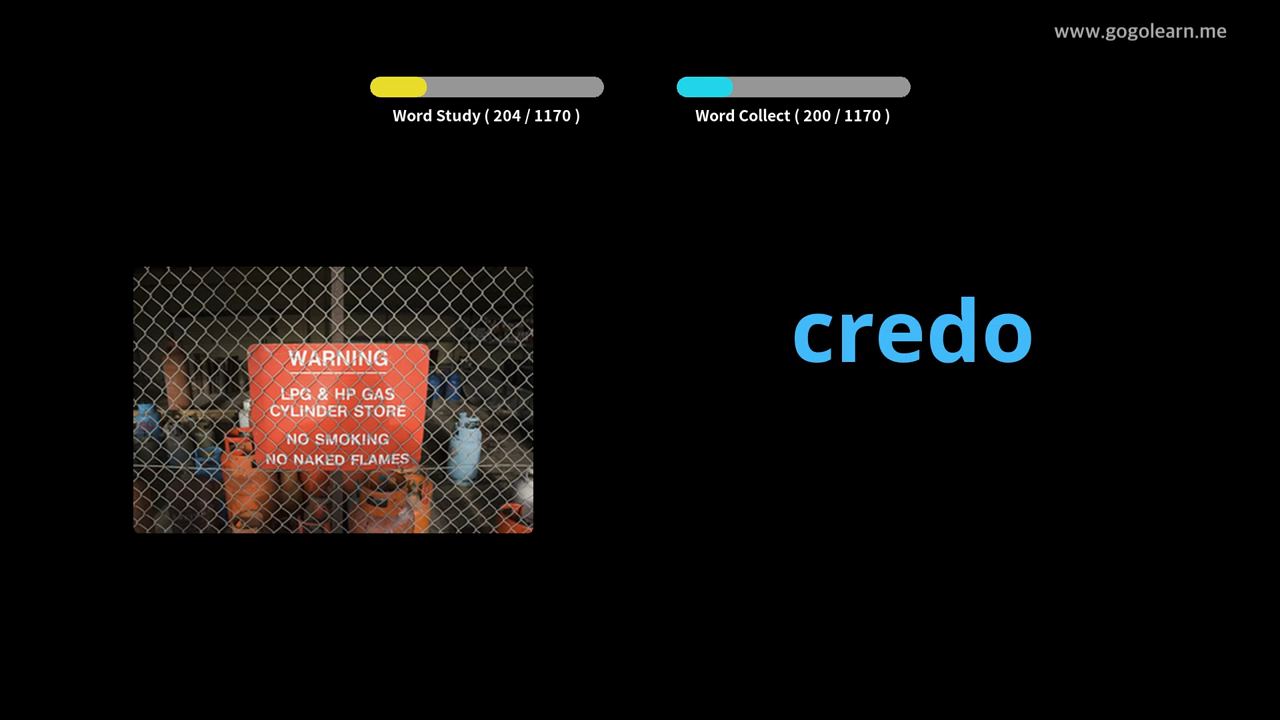 www.gogolearn.me
Word Study ( 204 / 1170 )
Word Collect ( 200 / 1170 )
WARNING
LPG & HP GAS
CYLINDER STORE
NO SMOKING
NO NAKED FLAMES
credo